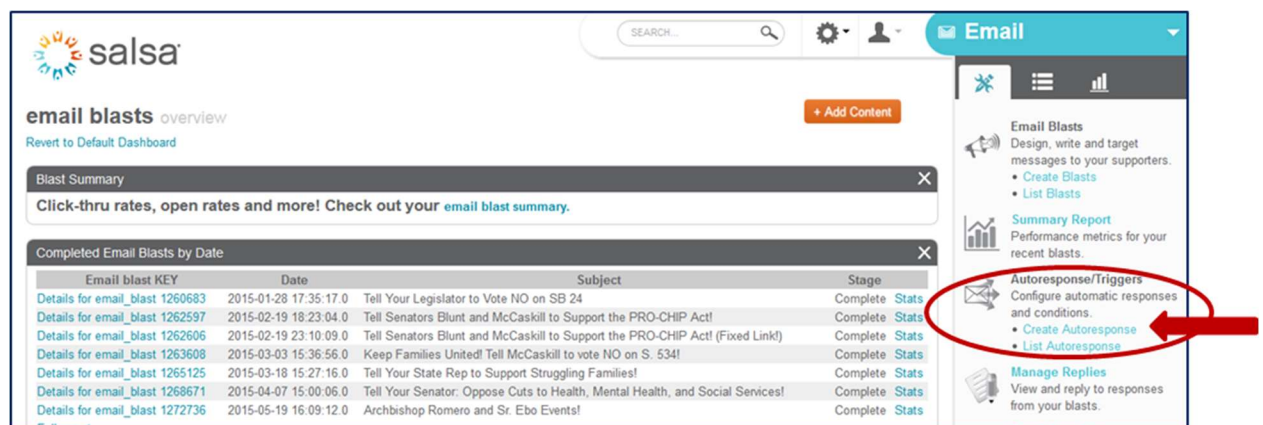 salsa
SEARCH...
Email
email blasts overview
+ Add Content
Revert to Default Dashboard
Blast Summary
Click-thru rates, open rates and more! Check out your email blast summary.
Completed Email Blasts by Date
Email blast KEY Date Subject Stage
Details for email_blast 1260683 2015-01-28 17:35:17.0 Tell Your Legislator to Vote NO on SB 24 Complete Stats
Details for email_blast 1262597 2015-02-19 18:23:04.0 Tell Senators Blunt and McCaskill to Support the PRO-CHIP Act! Complete Stats
Details for email_blast 1262606 2015-02-19 23:10:09.0 Tell Senators Blunt and McCaskill to Support the PRO-CHIP Act! (Fixed Link!) Complete Stats
Details for email_blast 1263608 2015-03-03 15:36:56.0 Keep Families United! Tell McCaskill to vote NO on S. 534! Complete Stats
Details for email_blast 1265125 2015-03-18 15:27:16.0 Tell Your State Rep to Support Struggling Families! Complete Stats
Details for email_blast 1268671 2015-04-07 15:00:06.0 Tell Your Senator: Oppose Cuts to Health, Mental Health, and Social Services! Complete Stats
Details for email_blast 1272736 2015-05-19 16:09:12.0 Archbishop Romero and Sr. Ebo Events! Complete Stats
Email Blasts
Design, write and target
messages to your supporters.
• Create Blasts
• List Blasts
Summary Report
Performance metrics for your
recent blasts.
Autoresponse/Triggers
Configure automatic responses
and conditions.
• Create Autoresponse
• List Autoresponse
Manage Replies
View and reply to responses
from your blasts.